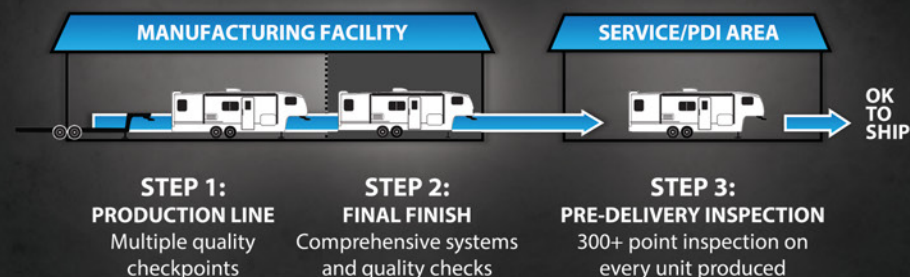 MANUFACTURING FACILITY
SERVICE/PDI AREA
OK
TO
SHIP
STEP 1:
PRODUCTION LINE
Multiple quality
checkpoints
STEP 2:
FINAL FINISH
Comprehensive systems
and quality checks
STEP 3:
PRE-DELIVERY INSPECTION
300+ point inspection on
every unit produced